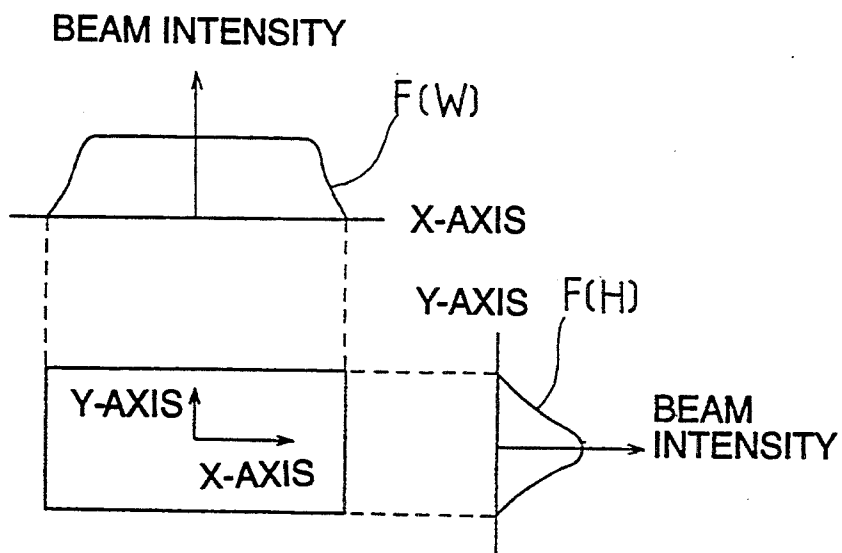 BEAM INTENSITY
F(W)
X-AXIS
Y-AXIS
F(H)
Y-AXIS
X-AXIS
BEAM
INTENSITY